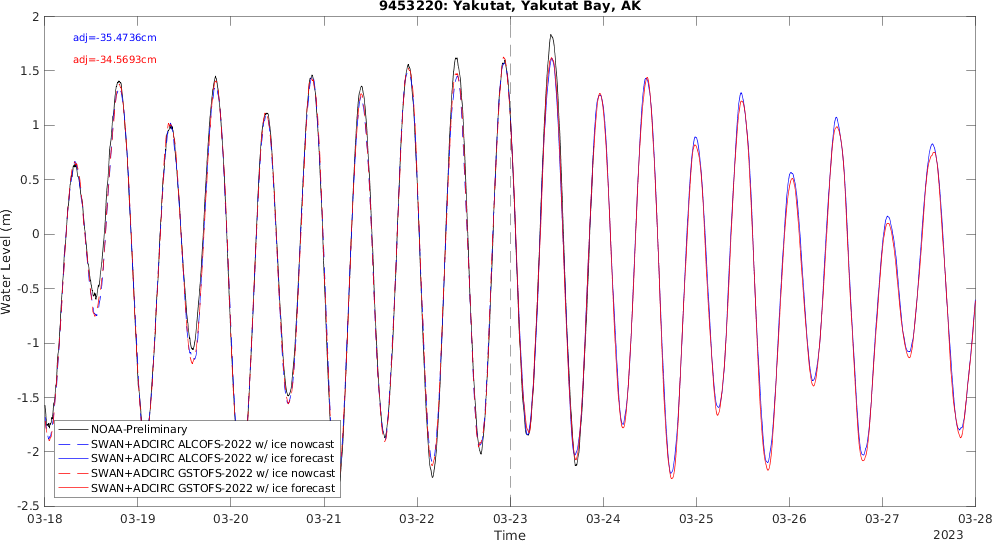 9453220: Yakutat, Yakutat Bay, AK
adj=-35.4736cm
adj=-34.5693cm
Water Level (m)
2
1.5
1
0.5
0
-0.5
-1
-1.5
-2
-2.5
NOAA-Preliminary
SWAN+ADCIRC ALCOFS-2022 w/ ice nowcast
SWAN+ADCIRC ALCOFS-2022 w/ ice forecast
SWAN+ADCIRC GSTOFS-2022 w/ ice nowcast
SWAN+ADCIRC GSTOFS-2022 w/ ice forecast
03-18 03-19 03-20 03-21 03-22 03-23 03-24 03-25 03-26 03-27 03-28
Time
2023